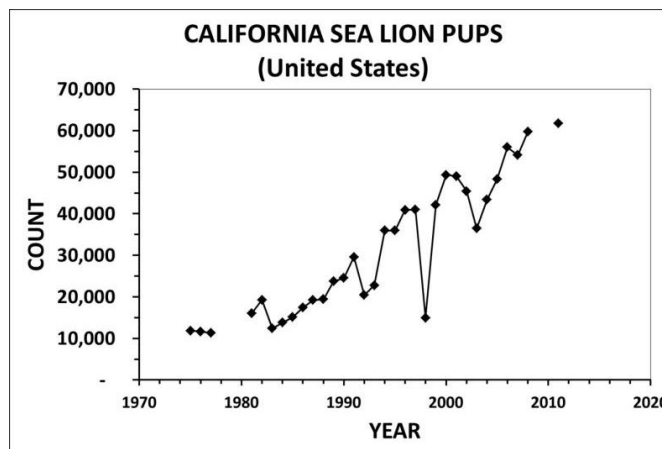 CALIFORNIA SEA LION PUPS
(United States)
70,000
60,000
50,000
40,000
30,000
20,000
10,000
-
COUNT
1970 1980 1990 2000 2010 2020
YEAR